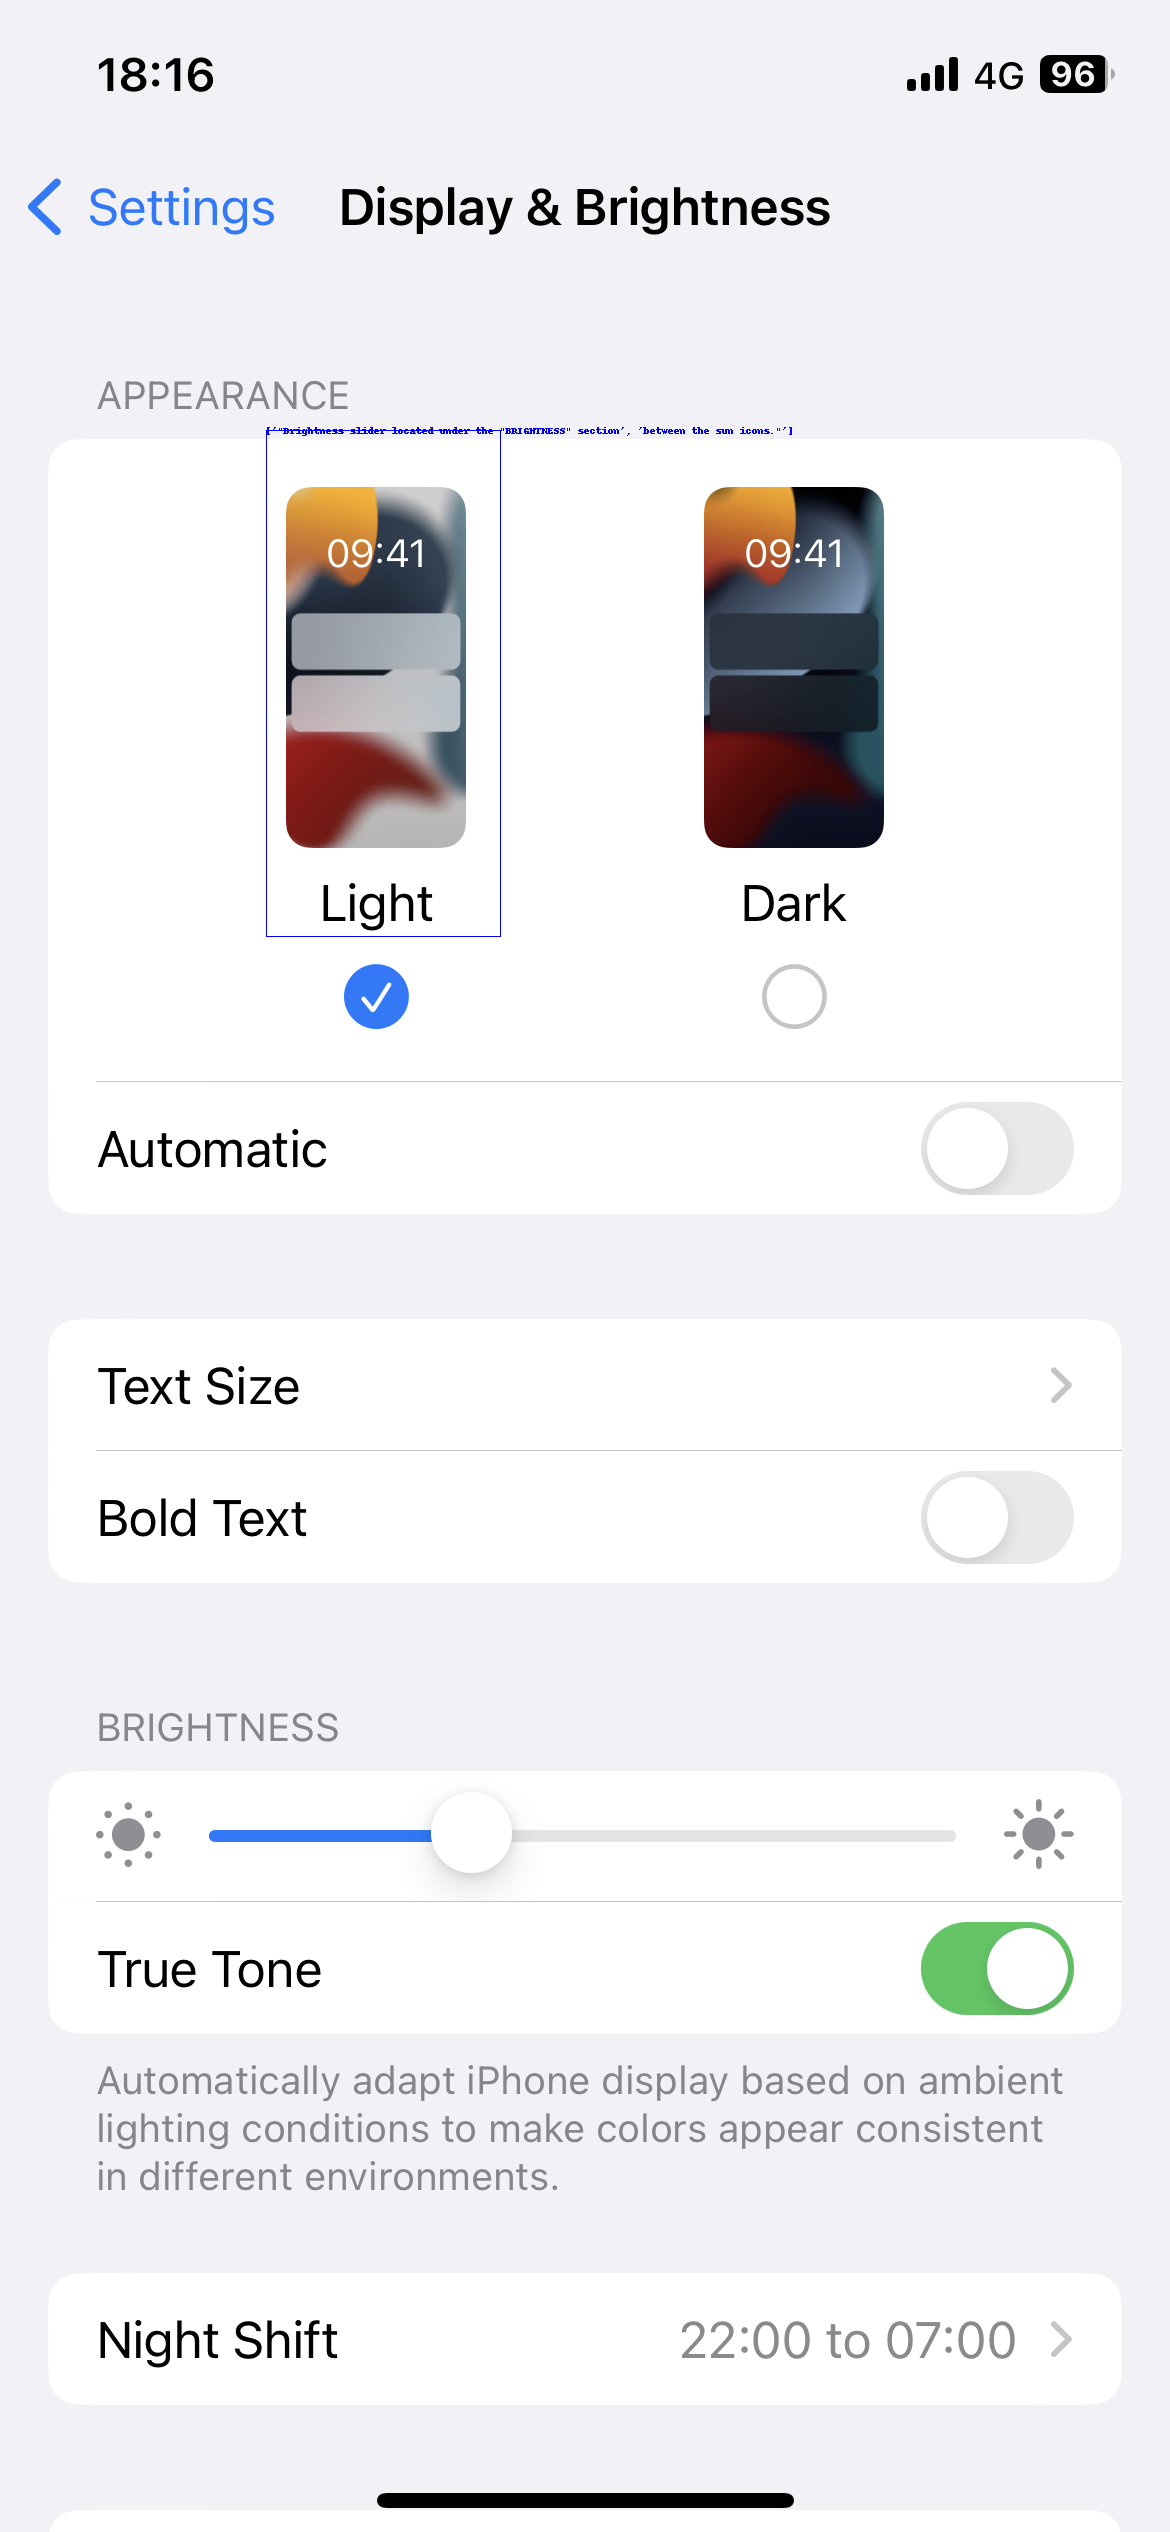 18:16
4G 96
Settings
Display & Brightness
APPEARANCE
['"Brightness slider located under the "BRIGHTNESS" section', 'between the sun icons."']
09:41
09:41
Light
Dark
Automatic
Text Size
Bold Text
BRIGHTNESS
True Tone
Automatically adapt iPhone display based on ambient
lighting conditions to make colors appear consistent
in different environments.
Night Shift
22:00 to 07:00